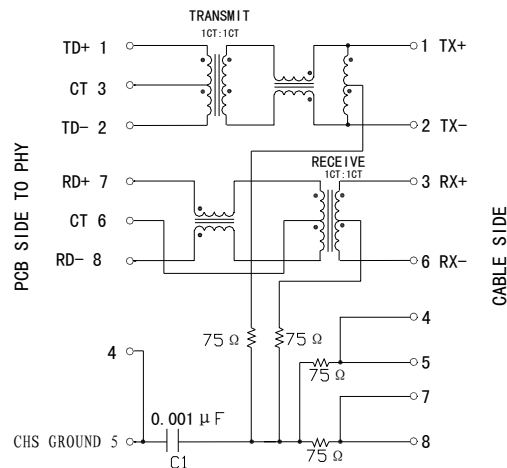 TRANSMIT
1CT:1CT
TD+ 1
1 TX+
CT 3
TD- 2
2 TX-
RECEIVE
1CT:1CT
RD+ 7
3 RX+
CT 6
RD- 8
6 RX-
PCB SIDE TO PHY
CABLE SIDE
4
75 Ω
75 Ω
4
75 Ω
5
7
0.001 μF
CHS GROUND 5
C1
75 Ω
8